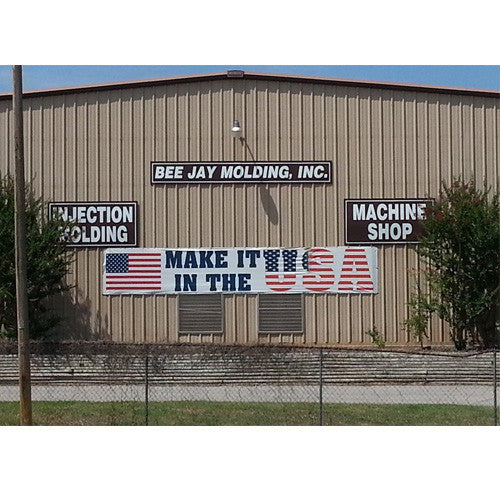 BEE JAY MOLDING, INC.
INJECTION
MOLDING
MACHINE
SHOP
MAKE IT
IN THE
USA